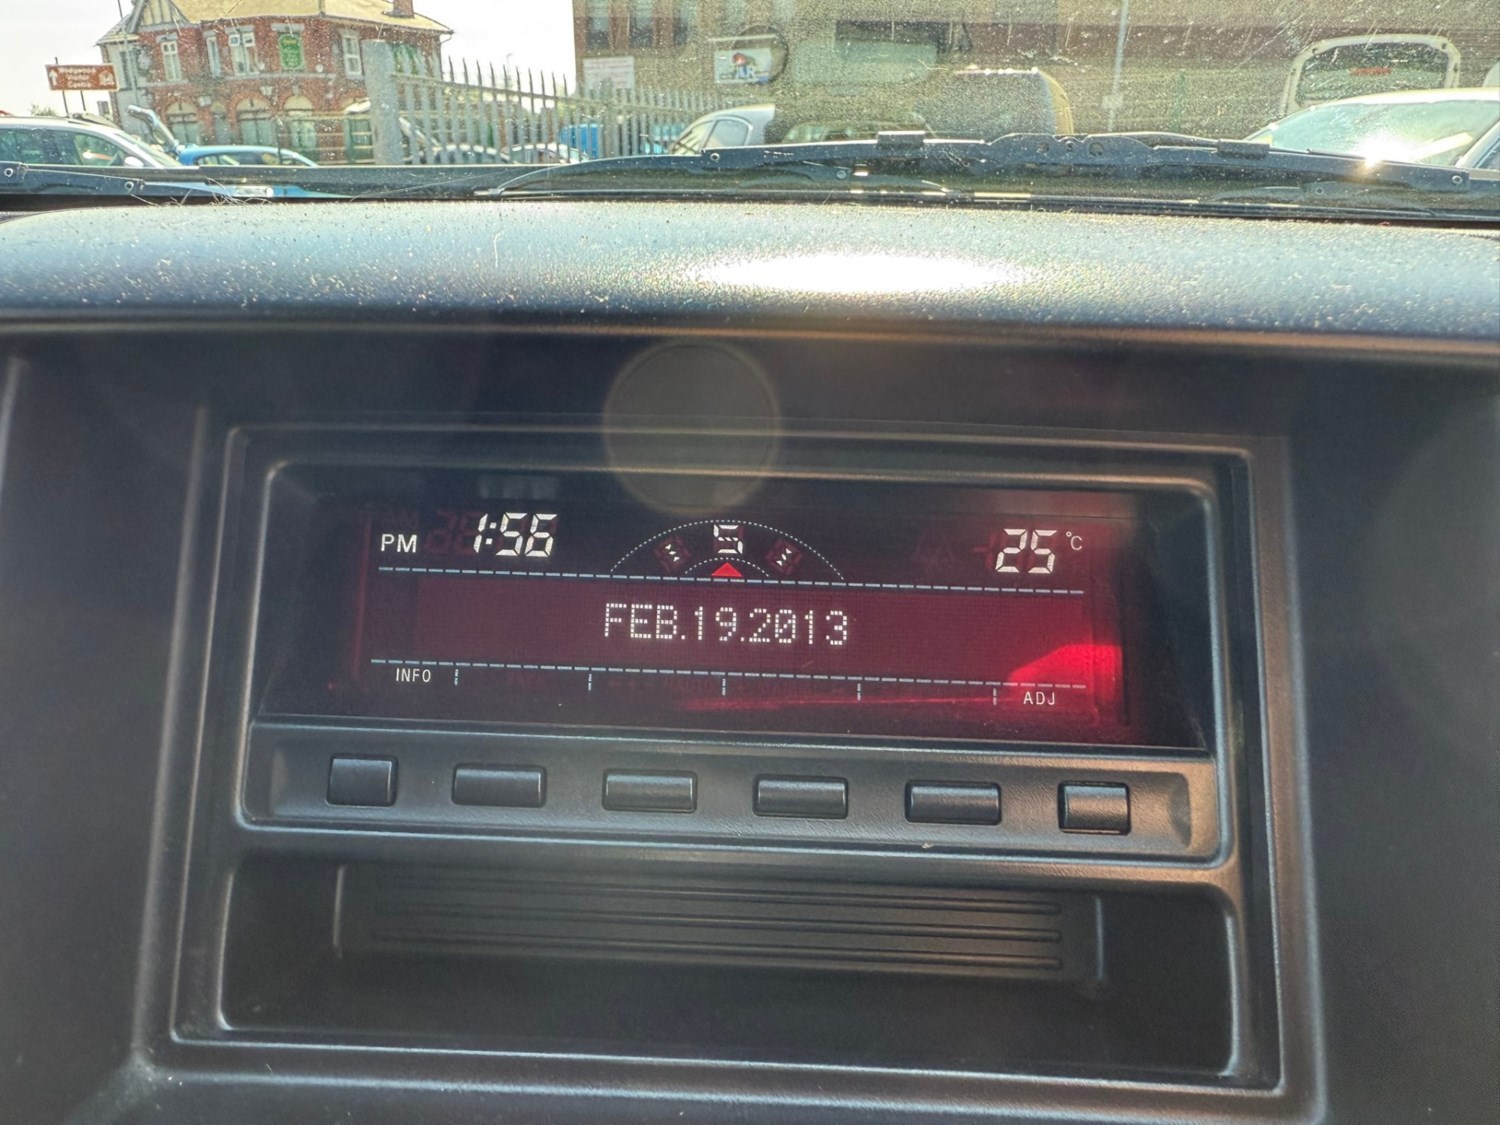 PM 1:56 S 25 °C
FEB.19.2013
INFO ADJ